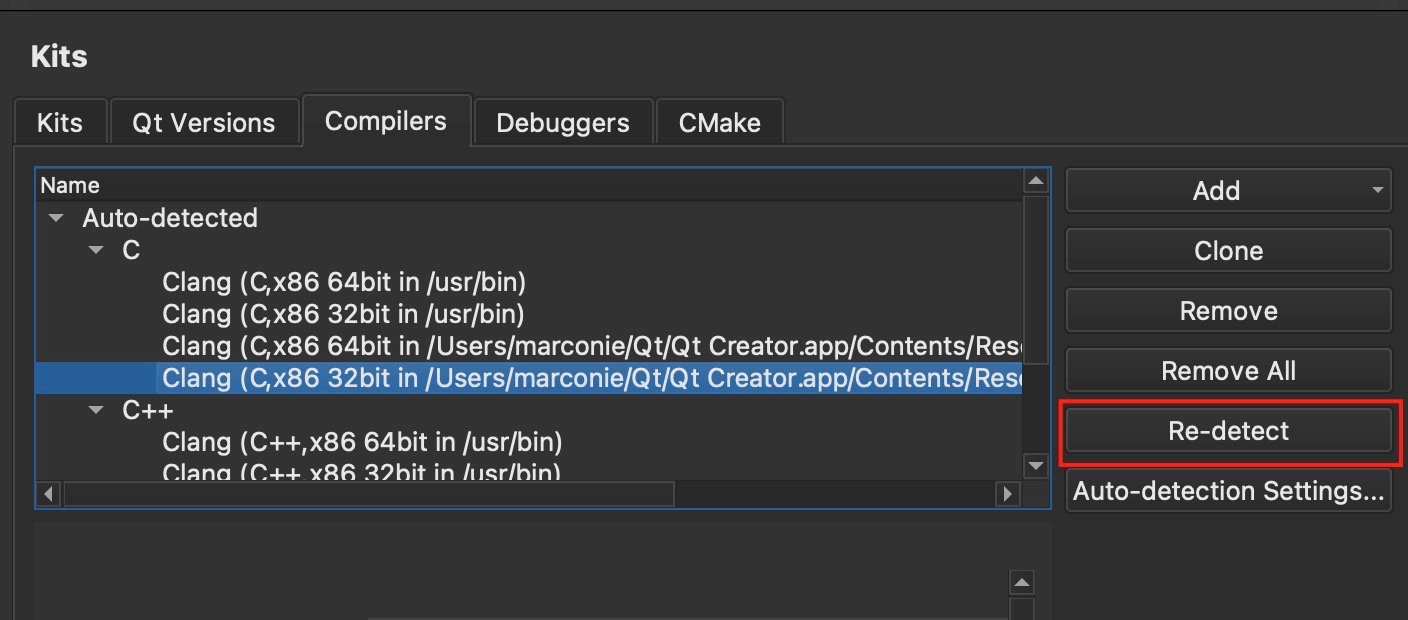 Kits
Kits Qt Versions Compilers Debuggers CMake
Name
Auto-detected
C
Clang (C,x86 64bit in /usr/bin)
Clang (C,x86 32bit in /usr/bin)
Clang (C,x86 64bit in /Users/marconie/Qt/Qt Creator.app/Contents/Res
Clang (C,x86 32bit in /Users/marconie/Qt/Qt Creator.app/Contents/Res
C++
Clang (C++,x86 64bit in /usr/bin)
Clang (C++,x86 32bit in /usr/bin)
Add
Clone
Remove
Remove All
Re-detect
Auto-detection Settings...